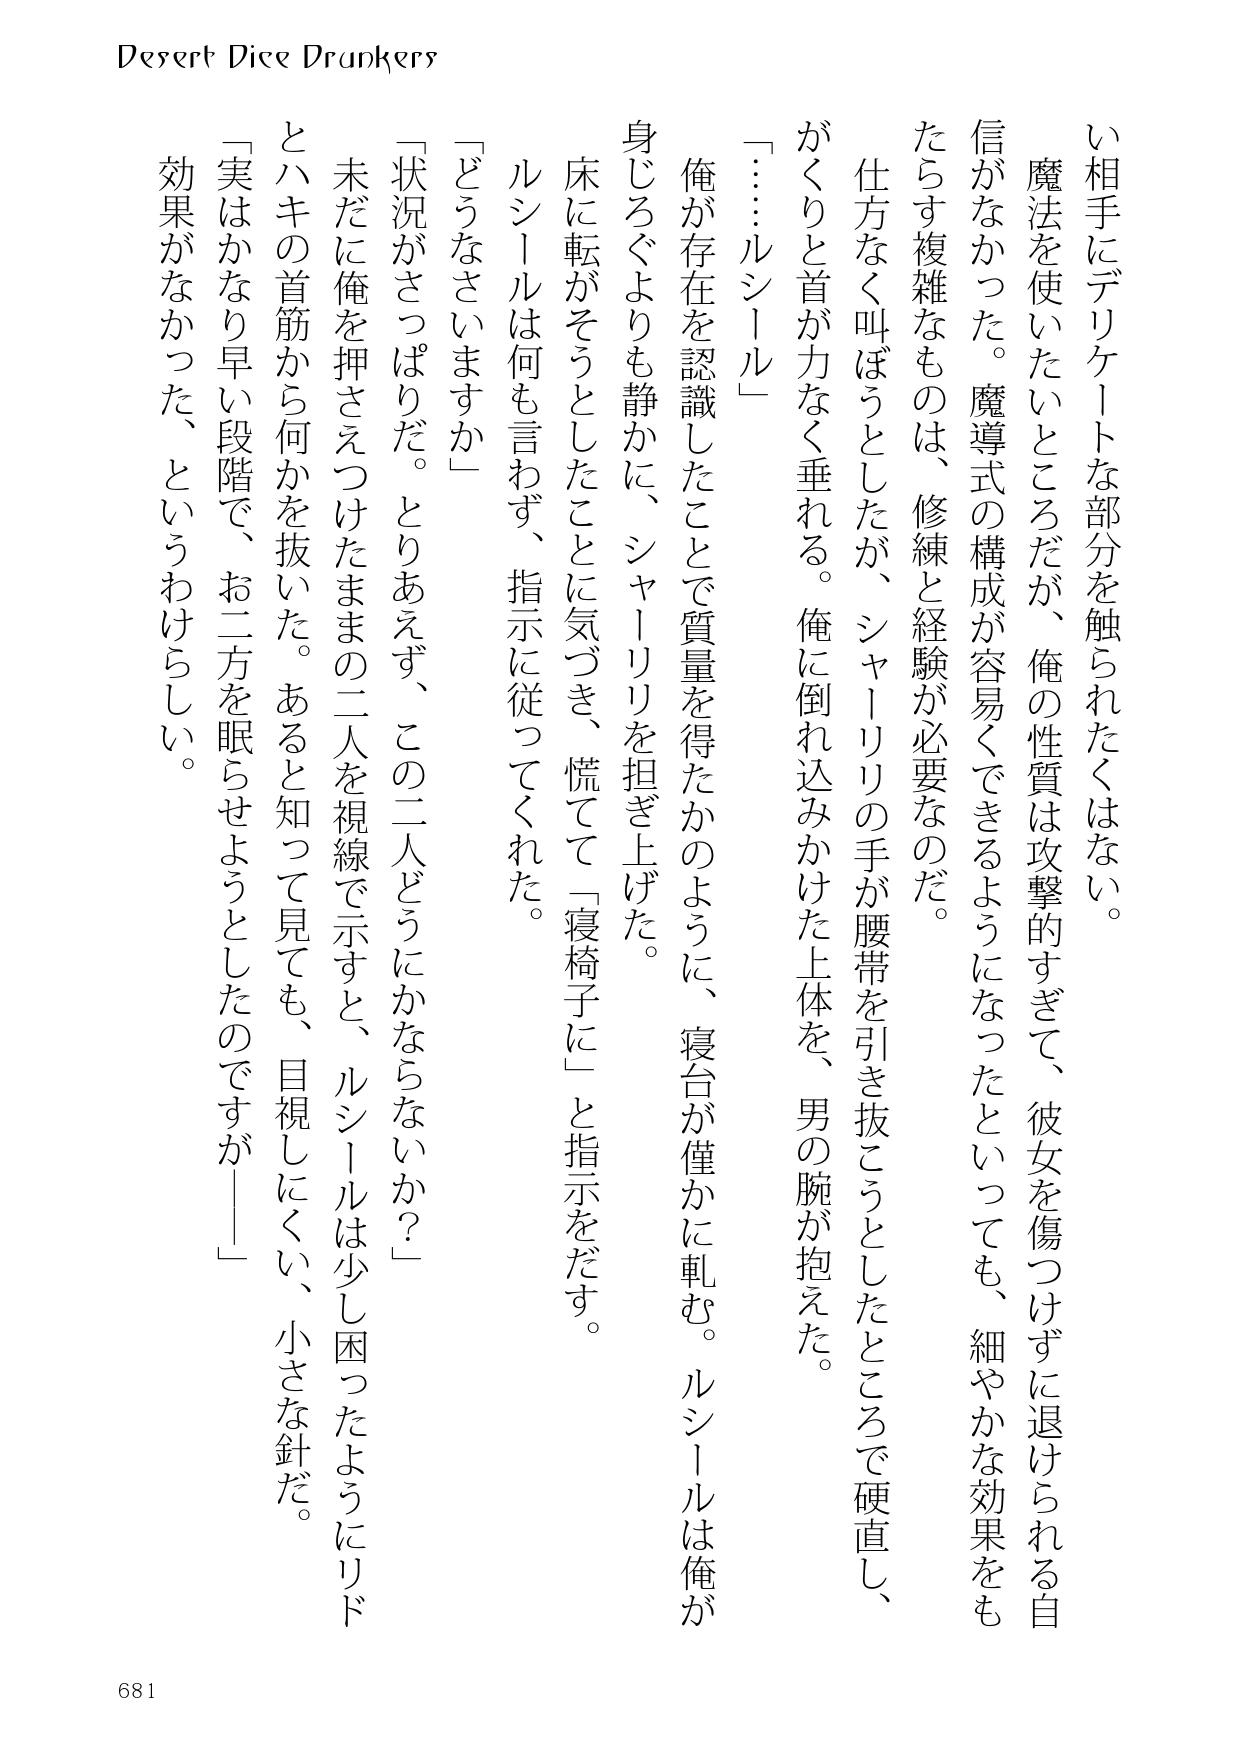 Desert Dice Drunkers
い相手にデリケートな部分を触られたくはない。
魔法を使いたいところだが、俺の性質は攻撃的すぎて、彼女を傷つけずに退けられる自
信がなかった。魔導式の構成が容易くできるようになったといっても、細やかな効果をも
たらす複雑なものは、修練と経験が必要なのだ。
仕方なく叫ぼうとしたが、シャーリリの手が腰帯を引き抜こうとしたところで硬直し、
がくりと首が力なく垂れる。俺に倒れ込みかけた上体を、男の腕が抱えた。
「……ルシール」
俺が存在を認識したことで質量を得たかのように、寝台が僅かに軋む。ルシールは俺が
身じろぐよりも静かに、シャーリリを担ぎ上げた。
床に転がそうとしたことに気づき、慌てて「寝椅子に」と指示をだす。
ルシールは何も言わず、指示に従ってくれた。
「どうなさいますか」
「状況がさっぱりだ。とりあえず、この二人どうにかならないか？」
未だに俺を押さえつけたままの二人を視線で示すと、ルシールは少し困ったようにリド
とハキの首筋から何かを抜いた。あると知って見ても、目視しにくい、小さな針だ。
「実はかなり早い段階で、お二方を眠らせようとしたのですが――」
効果がなかった、というわけらしい。
681